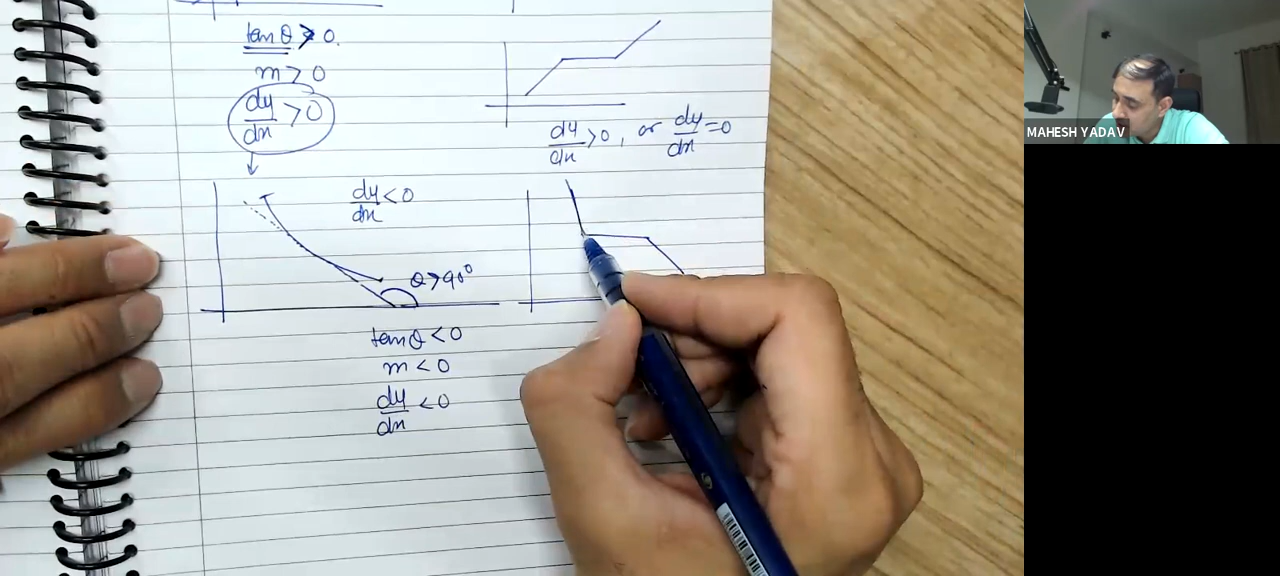 tanθ > 0.
m > 0
dy/dx > 0
dy/dx > 0, or dy/dx = 0
dy/dx < 0
θ > 90°
tanθ < 0
m < 0
dy/dx < 0
MAHESH YADAV